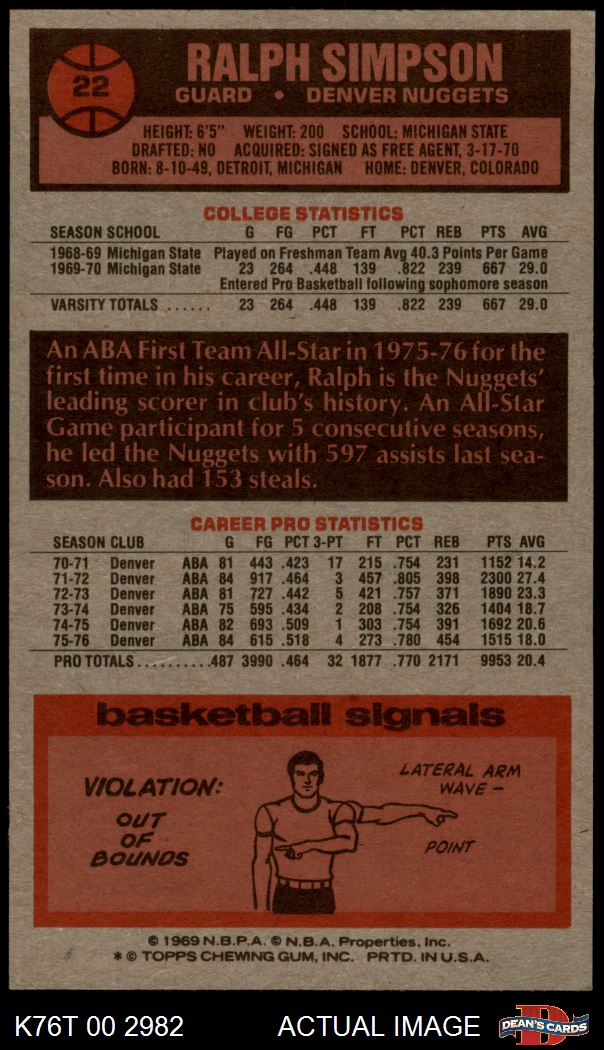 22
RALPH SIMPSON
GUARD • DENVER NUGGETS
HEIGHT: 6'5" WEIGHT: 200 SCHOOL: MICHIGAN STATE
DRAFTED: NO ACQUIRED: SIGNED AS FREE AGENT, 3-17-70
BORN: 8-10-49, DETROIT, MICHIGAN HOME: DENVER, COLORADO
COLLEGE STATISTICS
SEASON SCHOOL G FG PCT FT PCT REB PTS AVG
1968-69 Michigan State Played on Freshman Team Avg 40.3 Points Per Game
1969-70 Michigan State 23 264 .448 139 .822 239 667 29.0
Entered Pro Basketball following sophomore season
VARSITY TOTALS ...... 23 264 .448 139 .822 239 667 29.0
An ABA First Team All-Star in 1975-76 for the
first time in his career, Ralph is the Nuggets'
leading scorer in club's history. An All-Star
Game participant for 5 consecutive seasons,
he led the Nuggets with 597 assists last sea-
son. Also had 153 steals.
CAREER PRO STATISTICS
SEASON CLUB G FG PCT 3-PT FT PCT REB PTS AVG
70-71 Denver ABA 81 443 .423 17 215 .754 231 1152 14.2
71-72 Denver ABA 84 917 .464 3 457 .805 398 2300 27.4
72-73 Denver ABA 81 727 .442 5 421 .757 371 1890 23.3
73-74 Denver ABA 75 595 .434 2 208 .754 326 1404 18.7
74-75 Denver ABA 82 693 .509 1 303 .754 391 1692 20.6
75-76 Denver ABA 84 615 .518 4 273 .780 454 1515 18.0
PRO TOTALS..........487 3990 .464 32 1877 .770 2171 9953 20.4
basketball signals
VIOLATION:
OUT
OF
BOUNDS
LATERAL ARM
WAVE –
POINT
© 1969 N.B.P.A. © N.B.A. Properties, Inc.
* © TOPPS CHEWING GUM, INC. PRTD. IN U.S.A.
K76T 00 2982 ACTUAL IMAGE
D
DEAN'S CARDS